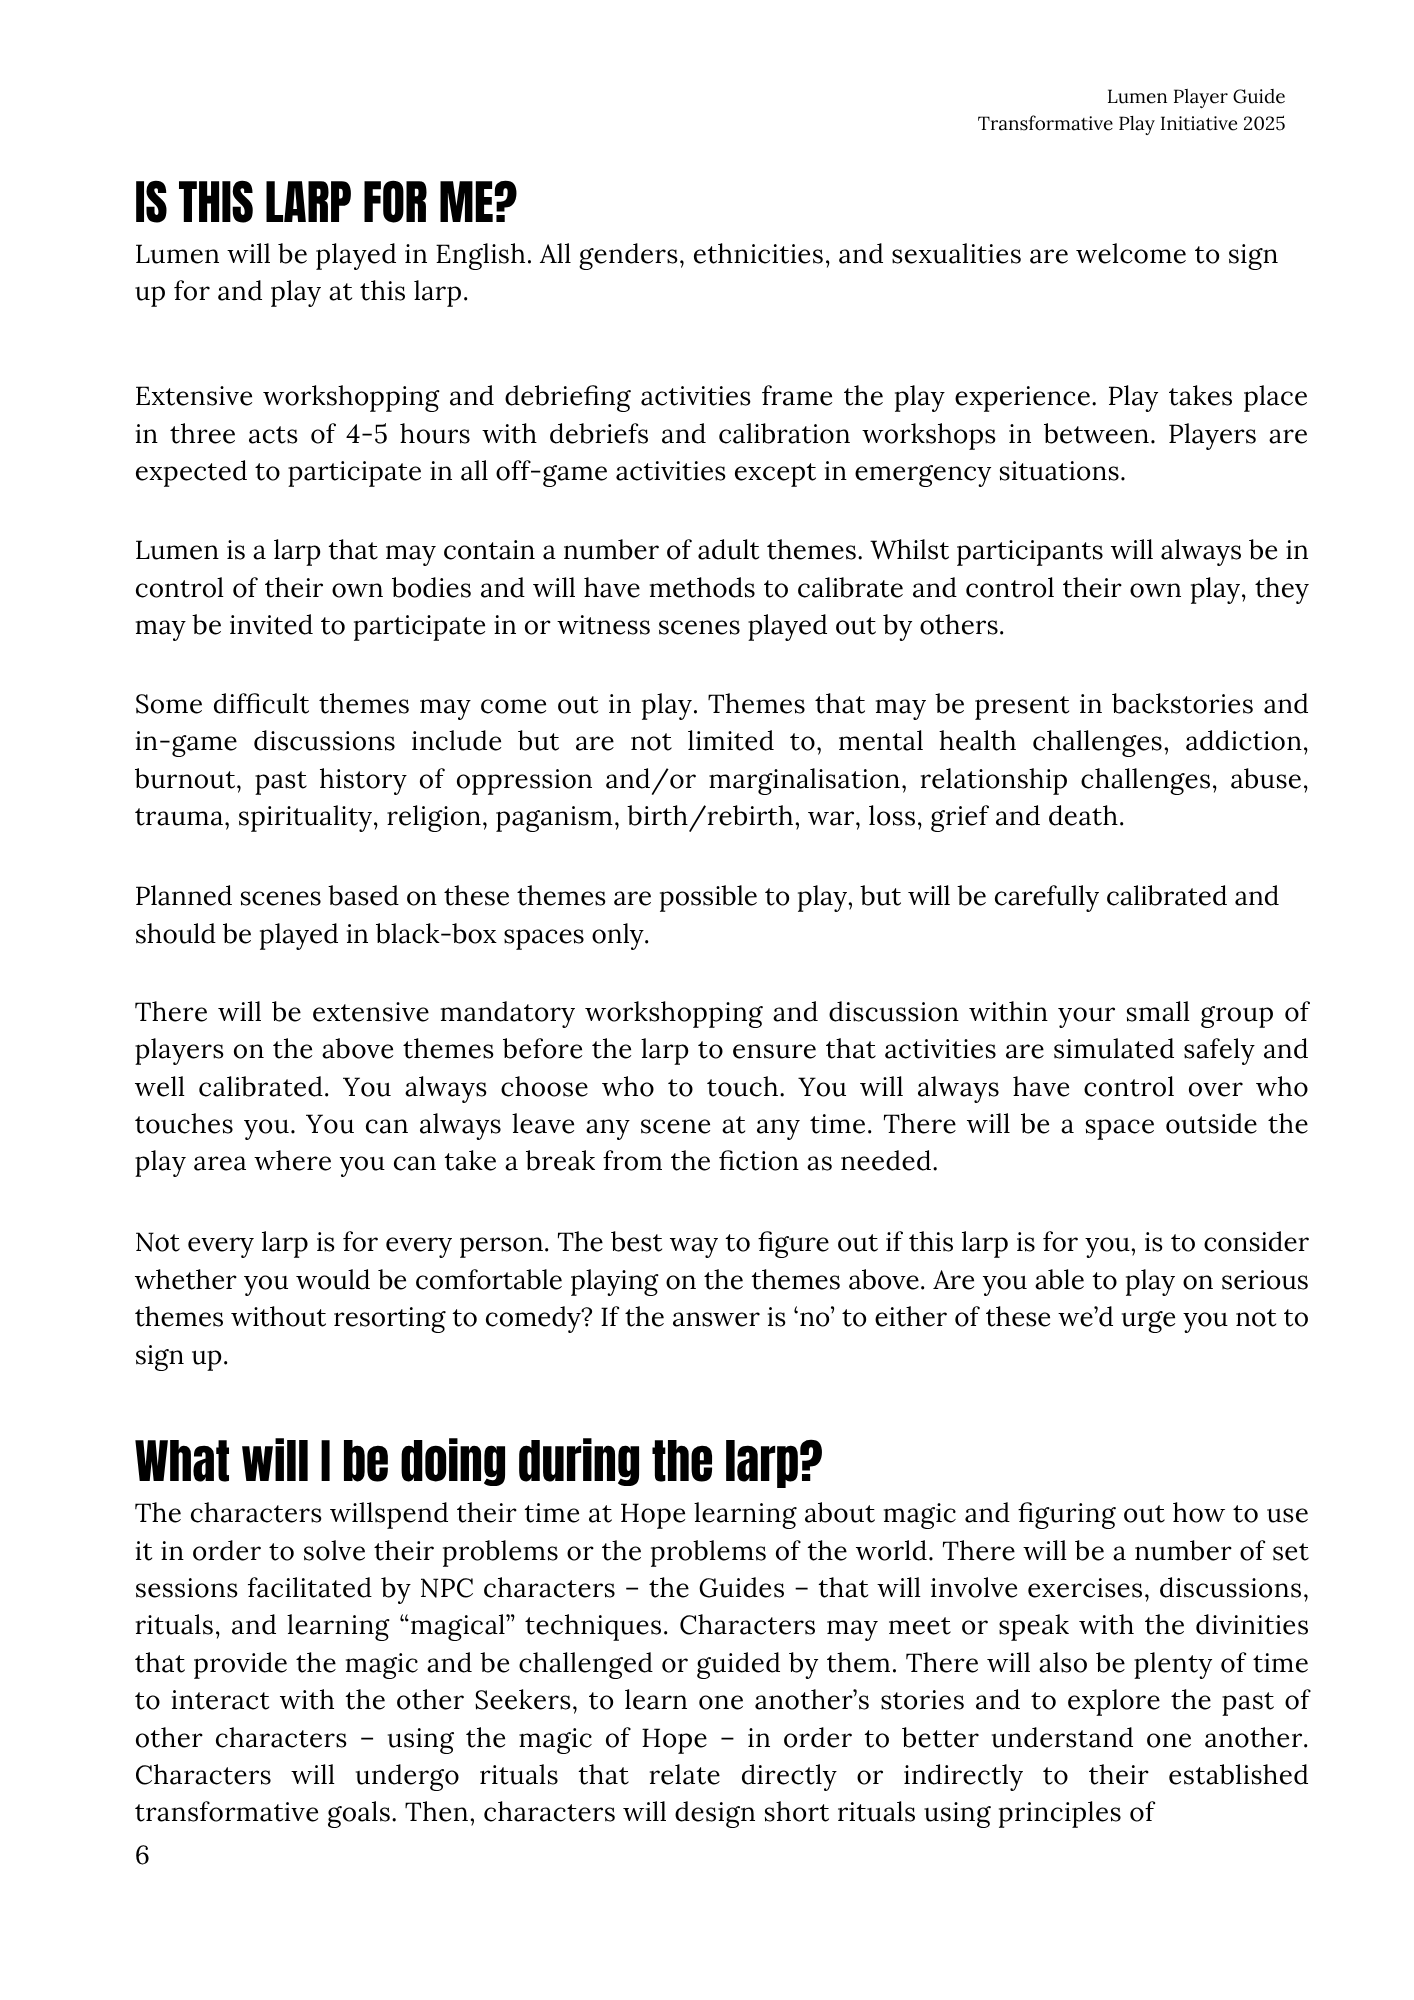 Lumen Player Guide
Transformative Play Initiative 2025
IS THIS LARP FOR ME?
Lumen will be played in English. All genders, ethnicities, and sexualities are welcome to sign
up for and play at this larp.
Extensive workshopping and debriefing activities frame the play experience. Play takes place
in three acts of 4-5 hours with debriefs and calibration workshops in between. Players are
expected to participate in all off-game activities except in emergency situations.
Lumen is a larp that may contain a number of adult themes. Whilst participants will always be in
control of their own bodies and will have methods to calibrate and control their own play, they
may be invited to participate in or witness scenes played out by others.
Some difficult themes may come out in play. Themes that may be present in backstories and
in-game discussions include but are not limited to, mental health challenges, addiction,
burnout, past history of oppression and/or marginalisation, relationship challenges, abuse,
trauma, spirituality, religion, paganism, birth/rebirth, war, loss, grief and death.
Planned scenes based on these themes are possible to play, but will be carefully calibrated and
should be played in black-box spaces only.
There will be extensive mandatory workshopping and discussion within your small group of
players on the above themes before the larp to ensure that activities are simulated safely and
well calibrated. You always choose who to touch. You will always have control over who
touches you. You can always leave any scene at any time. There will be a space outside the
play area where you can take a break from the fiction as needed.
Not every larp is for every person. The best way to figure out if this larp is for you, is to consider
whether you would be comfortable playing on the themes above. Are you able to play on serious
themes without resorting to comedy? If the answer is ‘no’ to either of these we’d urge you not to
sign up.
What will I be doing during the larp?
The characters willspend their time at Hope learning about magic and figuring out how to use
it in order to solve their problems or the problems of the world. There will be a number of set
sessions facilitated by NPC characters – the Guides – that will involve exercises, discussions,
rituals, and learning “magical” techniques. Characters may meet or speak with the divinities
that provide the magic and be challenged or guided by them. There will also be plenty of time
to interact with the other Seekers, to learn one another’s stories and to explore the past of
other characters – using the magic of Hope – in order to better understand one another.
Characters will undergo rituals that relate directly or indirectly to their established
transformative goals. Then, characters will design short rituals using principles of
6